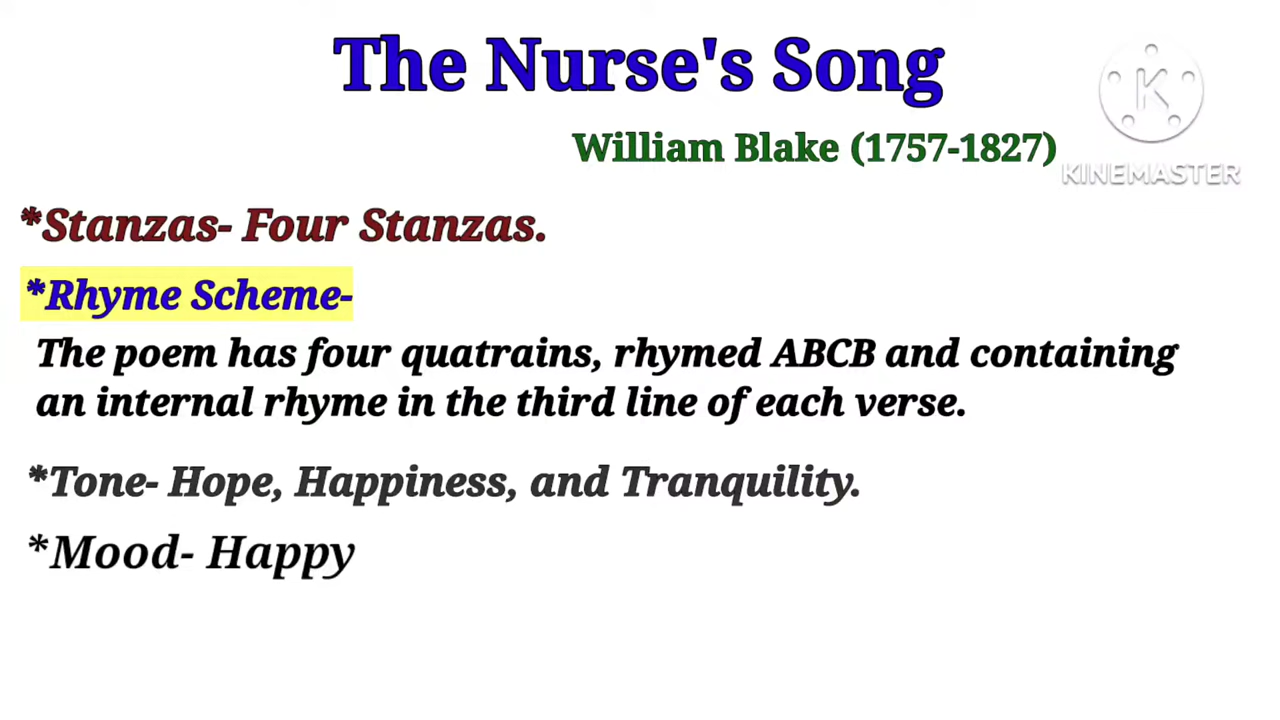 The Nurse's Song
William Blake (1757-1827)
KINEMASTER
*Stanzas- Four Stanzas.
*Rhyme Scheme-
The poem has four quatrains, rhymed ABCB and containing
an internal rhyme in the third line of each verse.
*Tone- Hope, Happiness, and Tranquility.
*Mood- Happy